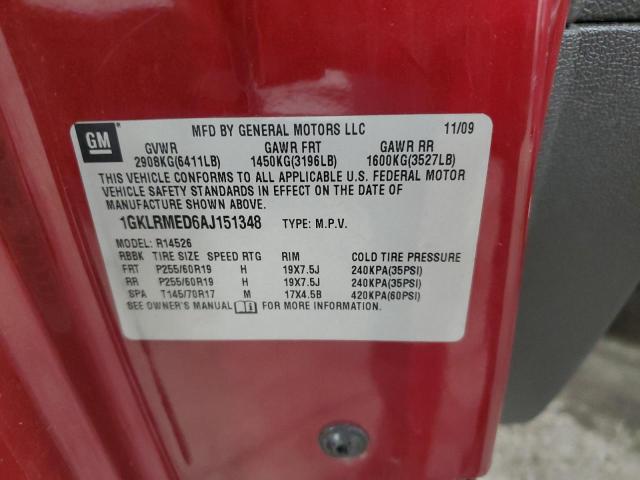 GM MFD BY GENERAL MOTORS LLC 11/09
GVWR GAWR FRT GAWR RR
2908KG(6411LB) 1450KG(3196LB) 1600KG(3527LB)
THIS VEHICLE CONFORMS TO ALL APPLICABLE U.S. FEDERAL MOTOR
VEHICLE SAFETY STANDARDS IN EFFECT ON THE DATE OF
MANUFACTURE SHOWN ABOVE.
1GKLRMED6AJ151348 TYPE: M.P.V.
MODEL: R14526
RBBK TIRE SIZE SPEED RTG RIM COLD TIRE PRESSURE
FRT P255/60R19 H 19X7.5J 240KPA(35PSI)
RR P255/60R19 H 19X7.5J 240KPA(35PSI)
SPA T145/70R17 M 17X4.5B 420KPA(60PSI)
SEE OWNER'S MANUAL FOR MORE INFORMATION.